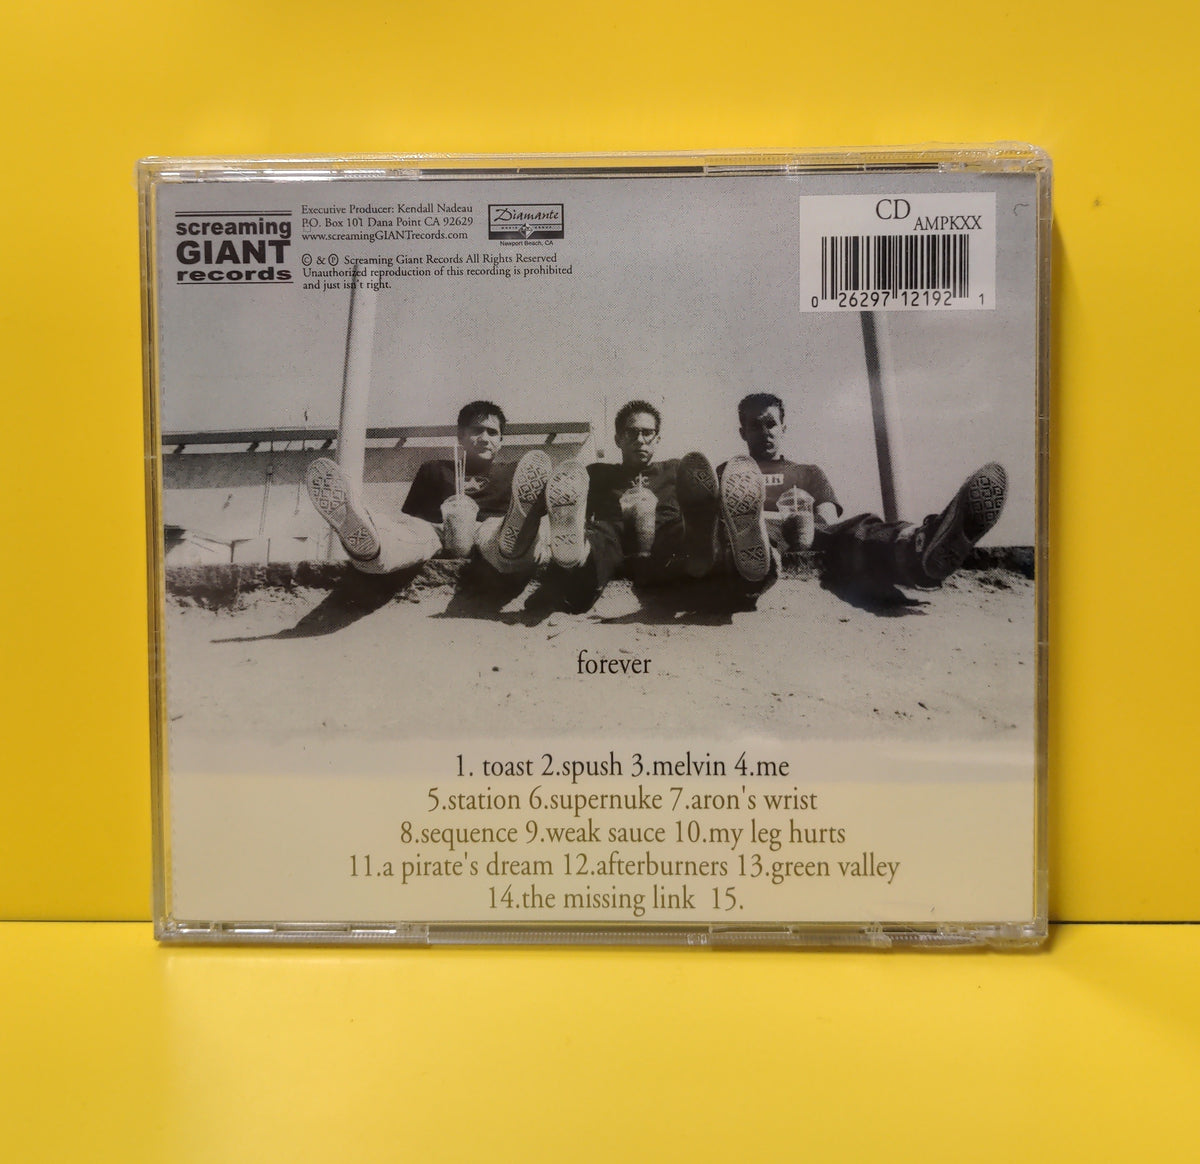 screaming
GIANT
records
Executive Producer: Kendall Nadeau
P.O. Box 101 Dana Point CA 92629
www.screamingGIANTrecords.com
© & ℗ Screaming Giant Records All Rights Reserved
Unauthorized reproduction of this recording is prohibited
and just isn't right.
Diamante
Newport Beach, CA
CD
AMPKXX
0 26297 12192 1
forever
1. toast 2.spush 3.melvin 4.me
5.station 6.supernuke 7.aron's wrist
8.sequence 9.weak sauce 10.my leg hurts
11.a pirate's dream 12.afterburners 13.green valley
14.the missing link 15.